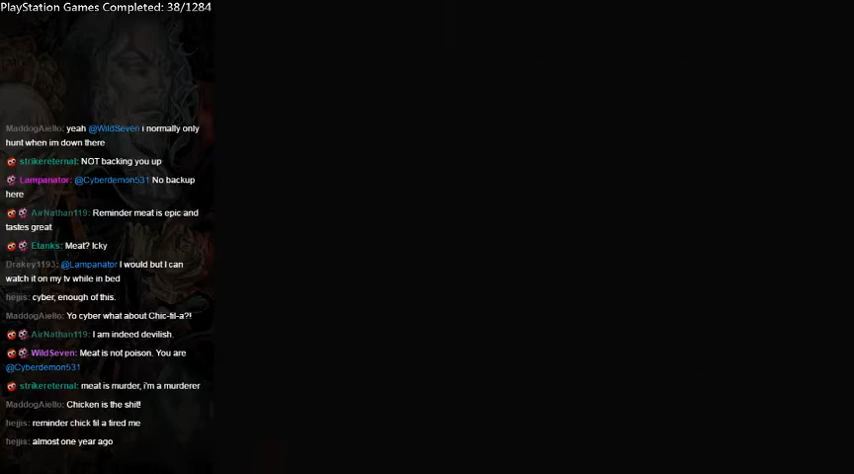 PlayStation Games Completed: 38/1284
MaddogAiello: yeah @WildSeven i normally only
hunt when im down there
strikereternal: NOT backing you up
Lampanator: @Cyberdemon531 No backup
here
AirNathan119: Reminder meat is epic and
tastes great
Etanks: Meat? Icky
Drakey1193: @Lampanator I would but I can
watch it on my tv while in bed
hejjis: cyber, enough of this.
MaddogAiello: Yo cyber what about Chic-fil-a?!
AirNathan119: I am indeed devilish.
WildSeven: Meat is not poison. You are
@Cyberdemon531
strikereternal: meat is murder, i'm a murderer
MaddogAiello: Chicken is the shit!
hejjis: reminder chick fil a fired me
hejjis: almost one year ago